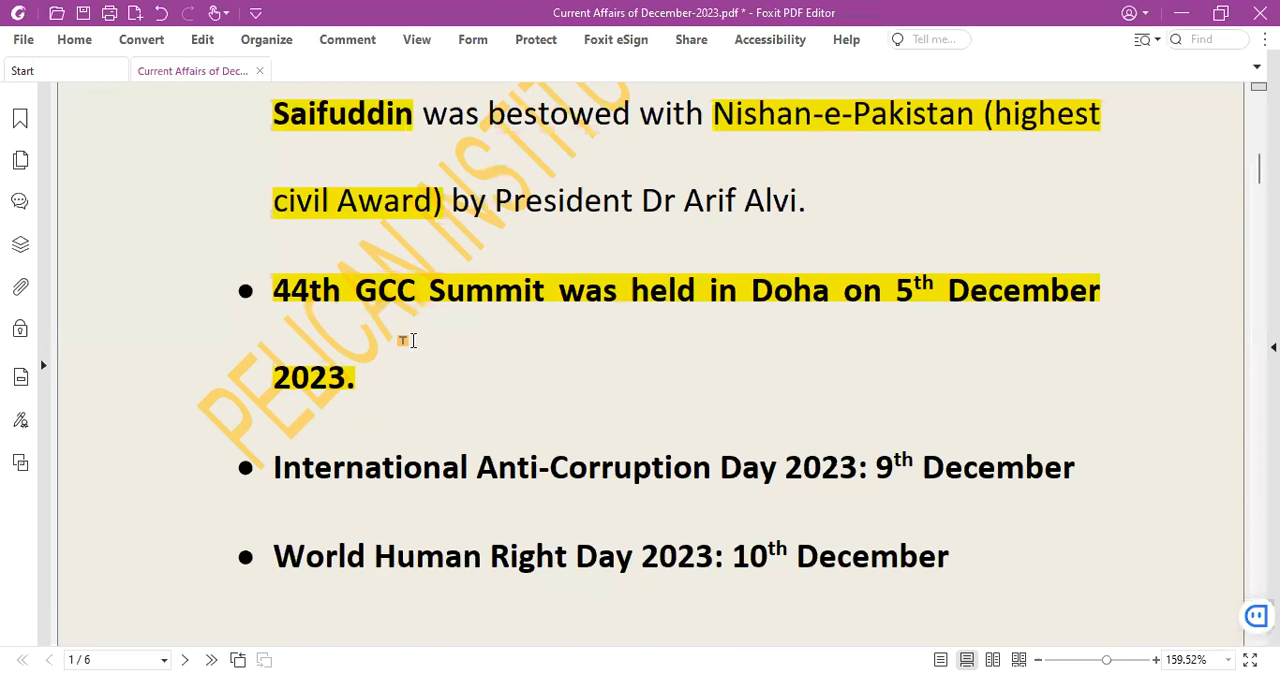 Current Affairs of December-2023.pdf * - Foxit PDF Editor
File Home Convert Edit Organize Comment View Form Protect Foxit eSign Share Accessibility Help Tell me... Find
Start Current Affairs of Dec...
Saifuddin was bestowed with Nishan-e-Pakistan (highest
civil Award) by President Dr Arif Alvi.
● 44th GCC Summit was held in Doha on 5th December
2023.
● International Anti-Corruption Day 2023: 9th December
● World Human Right Day 2023: 10th December
PELICAN INSTIT
1 / 6 159.52%